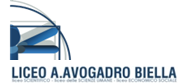 LICEO A.AVOGADRO BIELLA
liceo SCIENTIFICO - liceo delle SCIENZE UMANE - liceo ECONOMICO SOCIALE